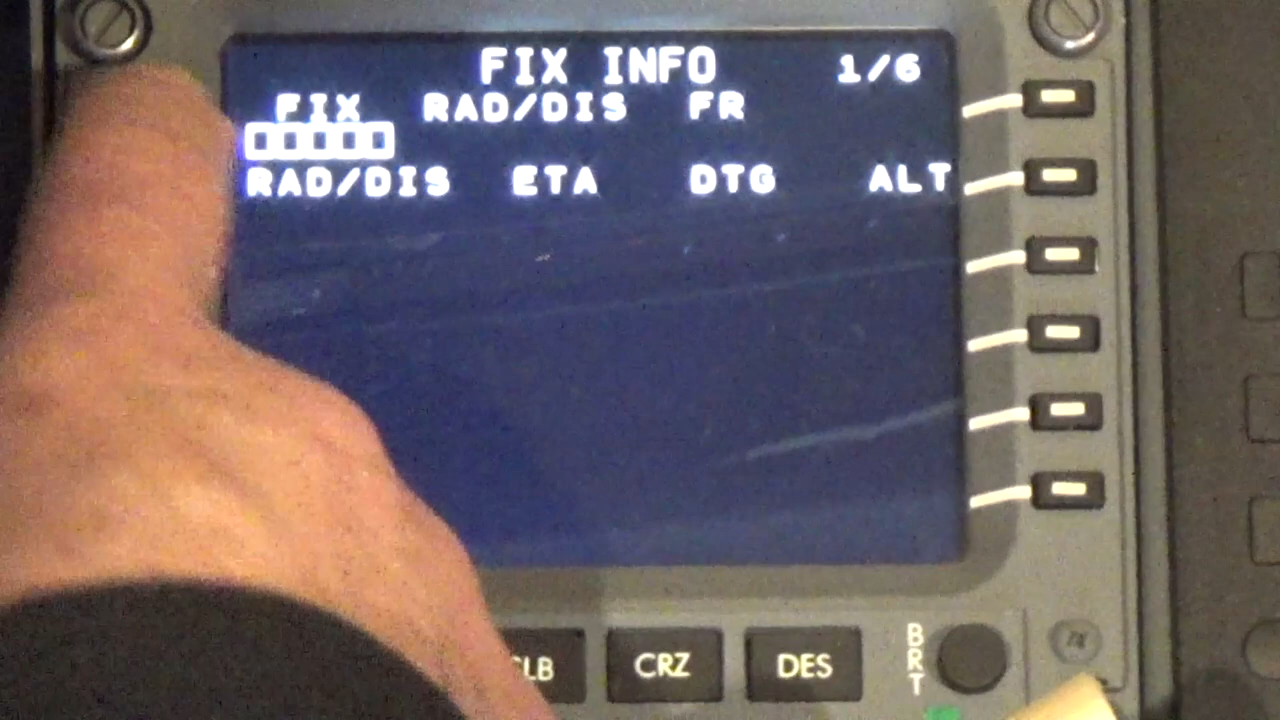 FIX INFO 1/6
FIX RAD/DIS FR
□□□□□
RAD/DIS ETA DTG ALT
CLB CRZ DES BRT